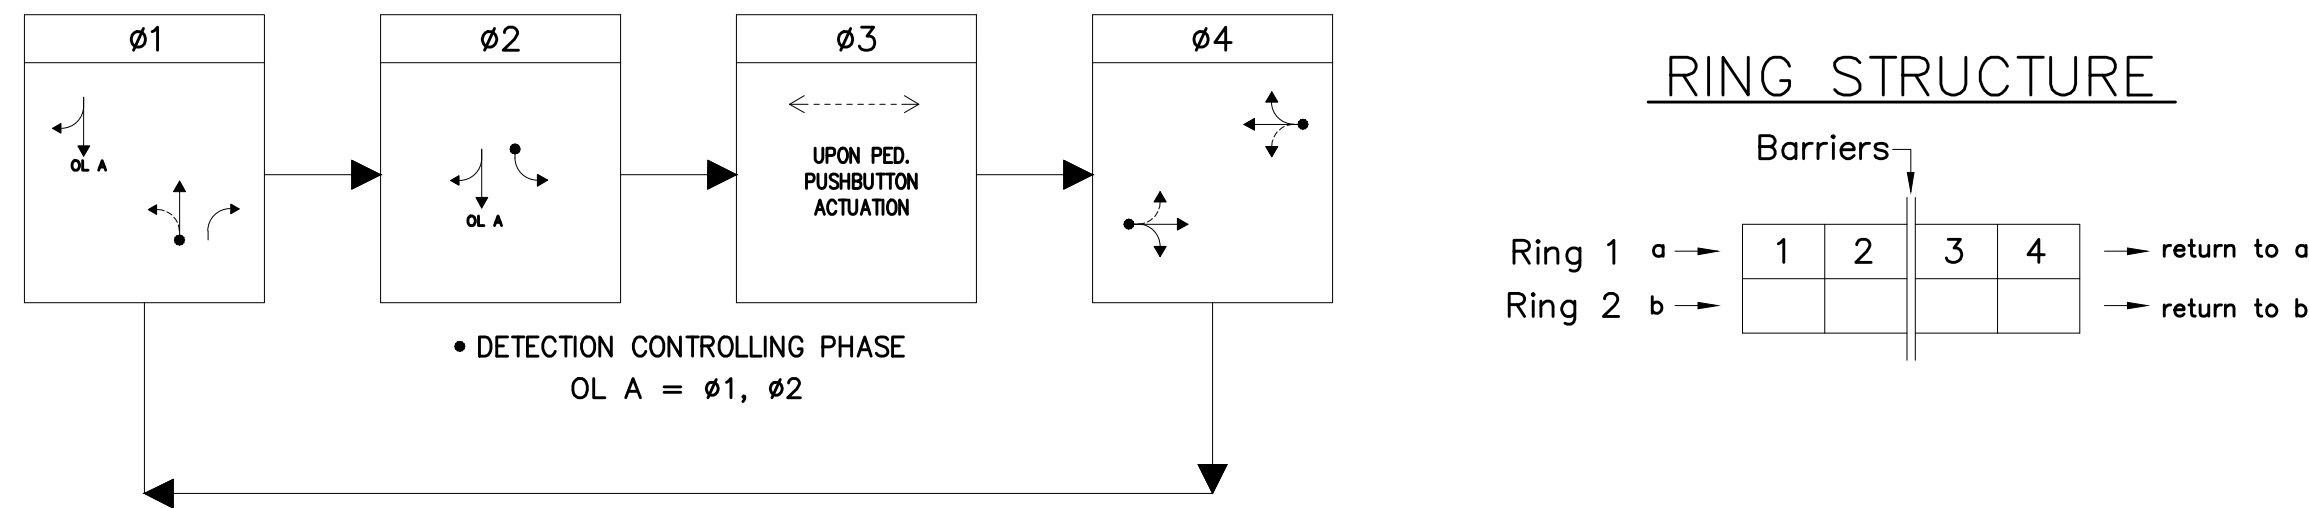 ø1
ø2
ø3
ø4
OL A
OL A
UPON PED.
PUSHBUTTON
ACTUATION
• DETECTION CONTROLLING PHASE
OL A = ø1, ø2
RING STRUCTURE
Barriers
Ring 1 a 1 2 3 4 return to a
Ring 2 b return to b